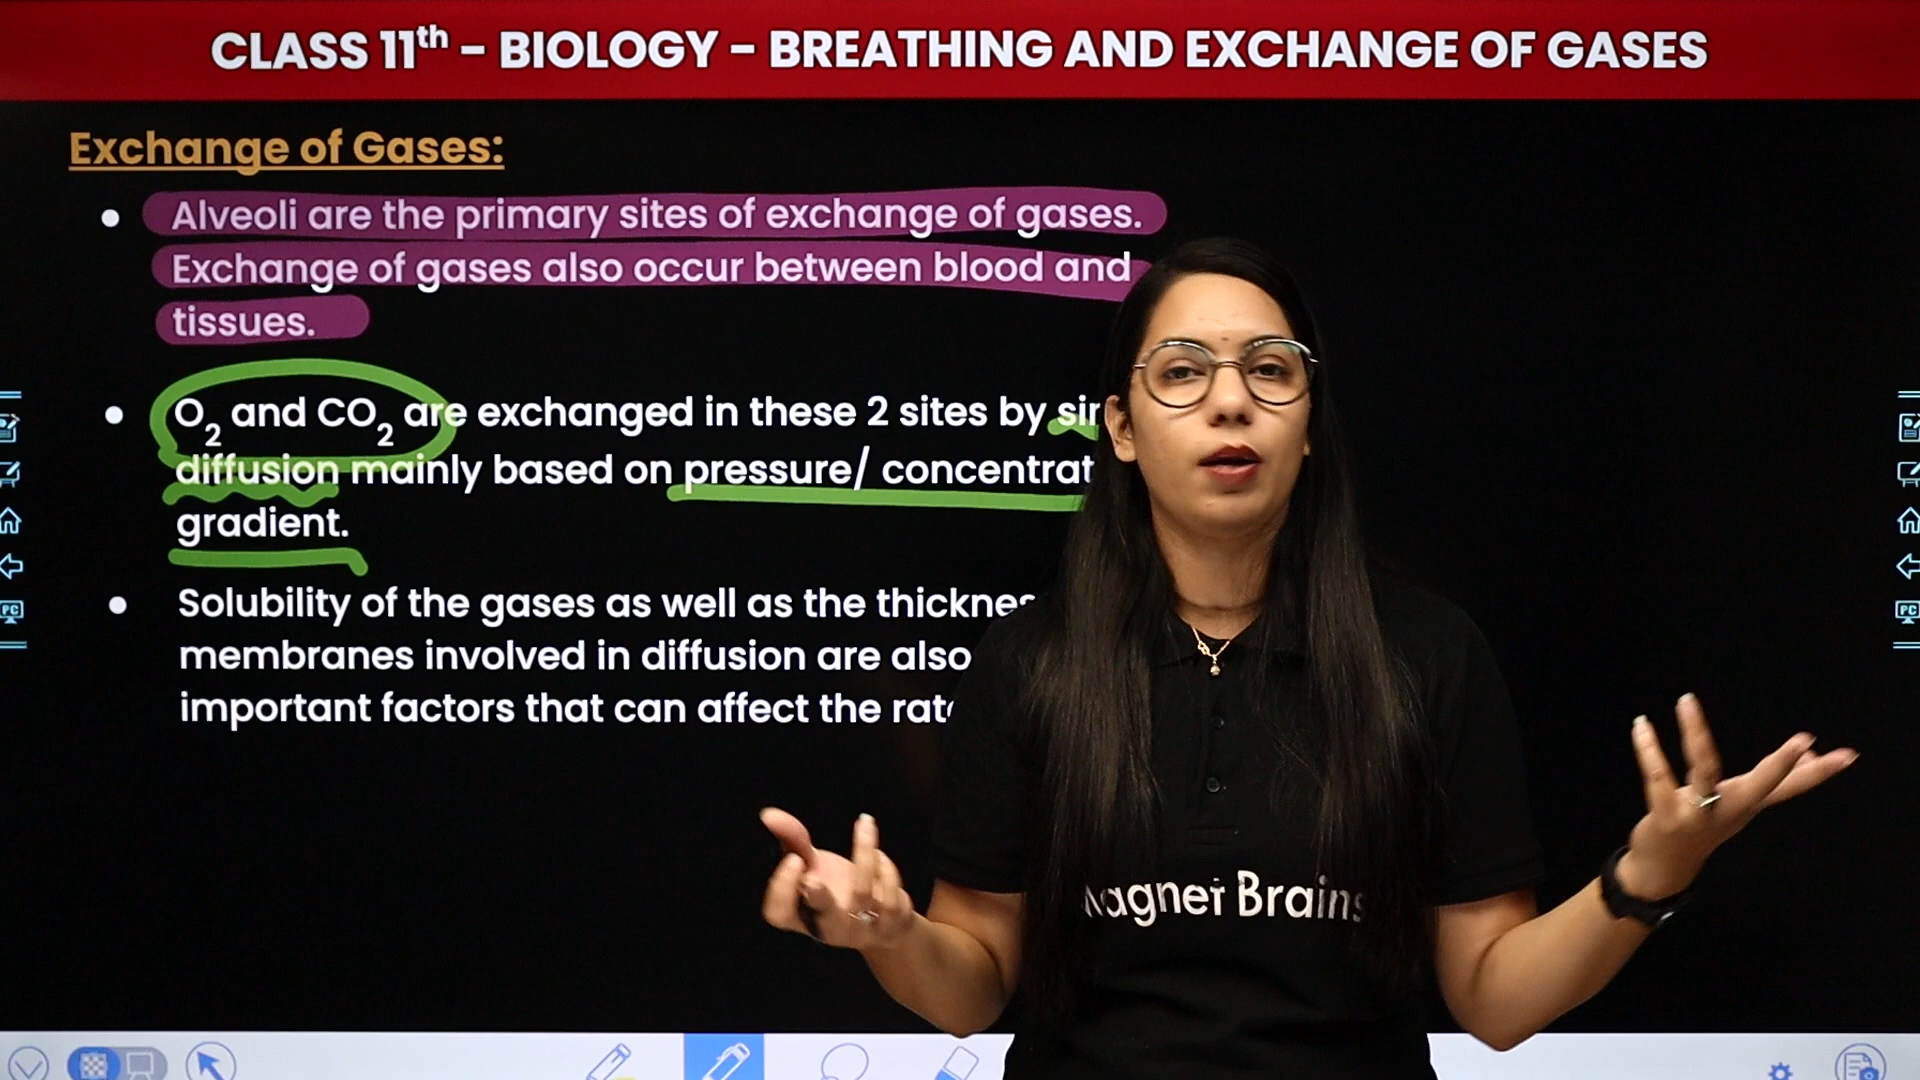 CLASS 11th - BIOLOGY - BREATHING AND EXCHANGE OF GASES
Exchange of Gases:
• Alveoli are the primary sites of exchange of gases.
Exchange of gases also occur between blood and
tissues.
• O₂ and CO₂ are exchanged in these 2 sites by
diffusion mainly based on pressure/
gradient.
• Solubility of the gases as well as the
membranes involved in diffusion are also
important factors that can affect the
Magnet Brains
PC
PC